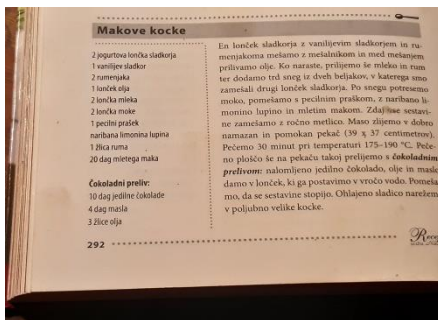 Makove kocke
2 jogurtova lončka sladkorja
1 vanilijev sladkor
2 rumenjaka
1 lonček olja
2 lončka mleka
2 lončka moke
1 pecilni prašek
naribana limonina lupina
1 žlica ruma
20 dag mletega maka
Čokoladni preliv:
10 dag jedilne čokolade
4 dag masla
3 žlice olja
En lonček sladkorja z vanilijevim sladkorjem in ru-
menjakoma mešamo z mešalnikom in med mešanjem
prilivamo olje. Ko naraste, prilijemo še mleko in rum
ter dodamo trd sneg iz dveh beljakov, v katerega smo
zamešali drugi lonček sladkorja. Po snegu potresemo
moko, pomešamo s pecilnim praškom, z naribano li-
monino lupino in mletim makom. Zdaj vse sestavi-
ne zamešamo z ročno metlico. Maso zlijemo v dobro
namazan in pomokan pekač (39 x 37 centimetrov).
Pečemo 30 minut pri temperaturi 175–190 °C. Peče-
no ploščo še na pekaču takoj prelijemo s čokoladnim
prelivom: nalomljeno jedilno čokolado, olje in maslo
damo v lonček, ki ga postavimo v vročo vodo. Pomeša
mo, da se sestavine stopijo. Ohlajeno sladico narežem
v poljubno velike kocke.
292